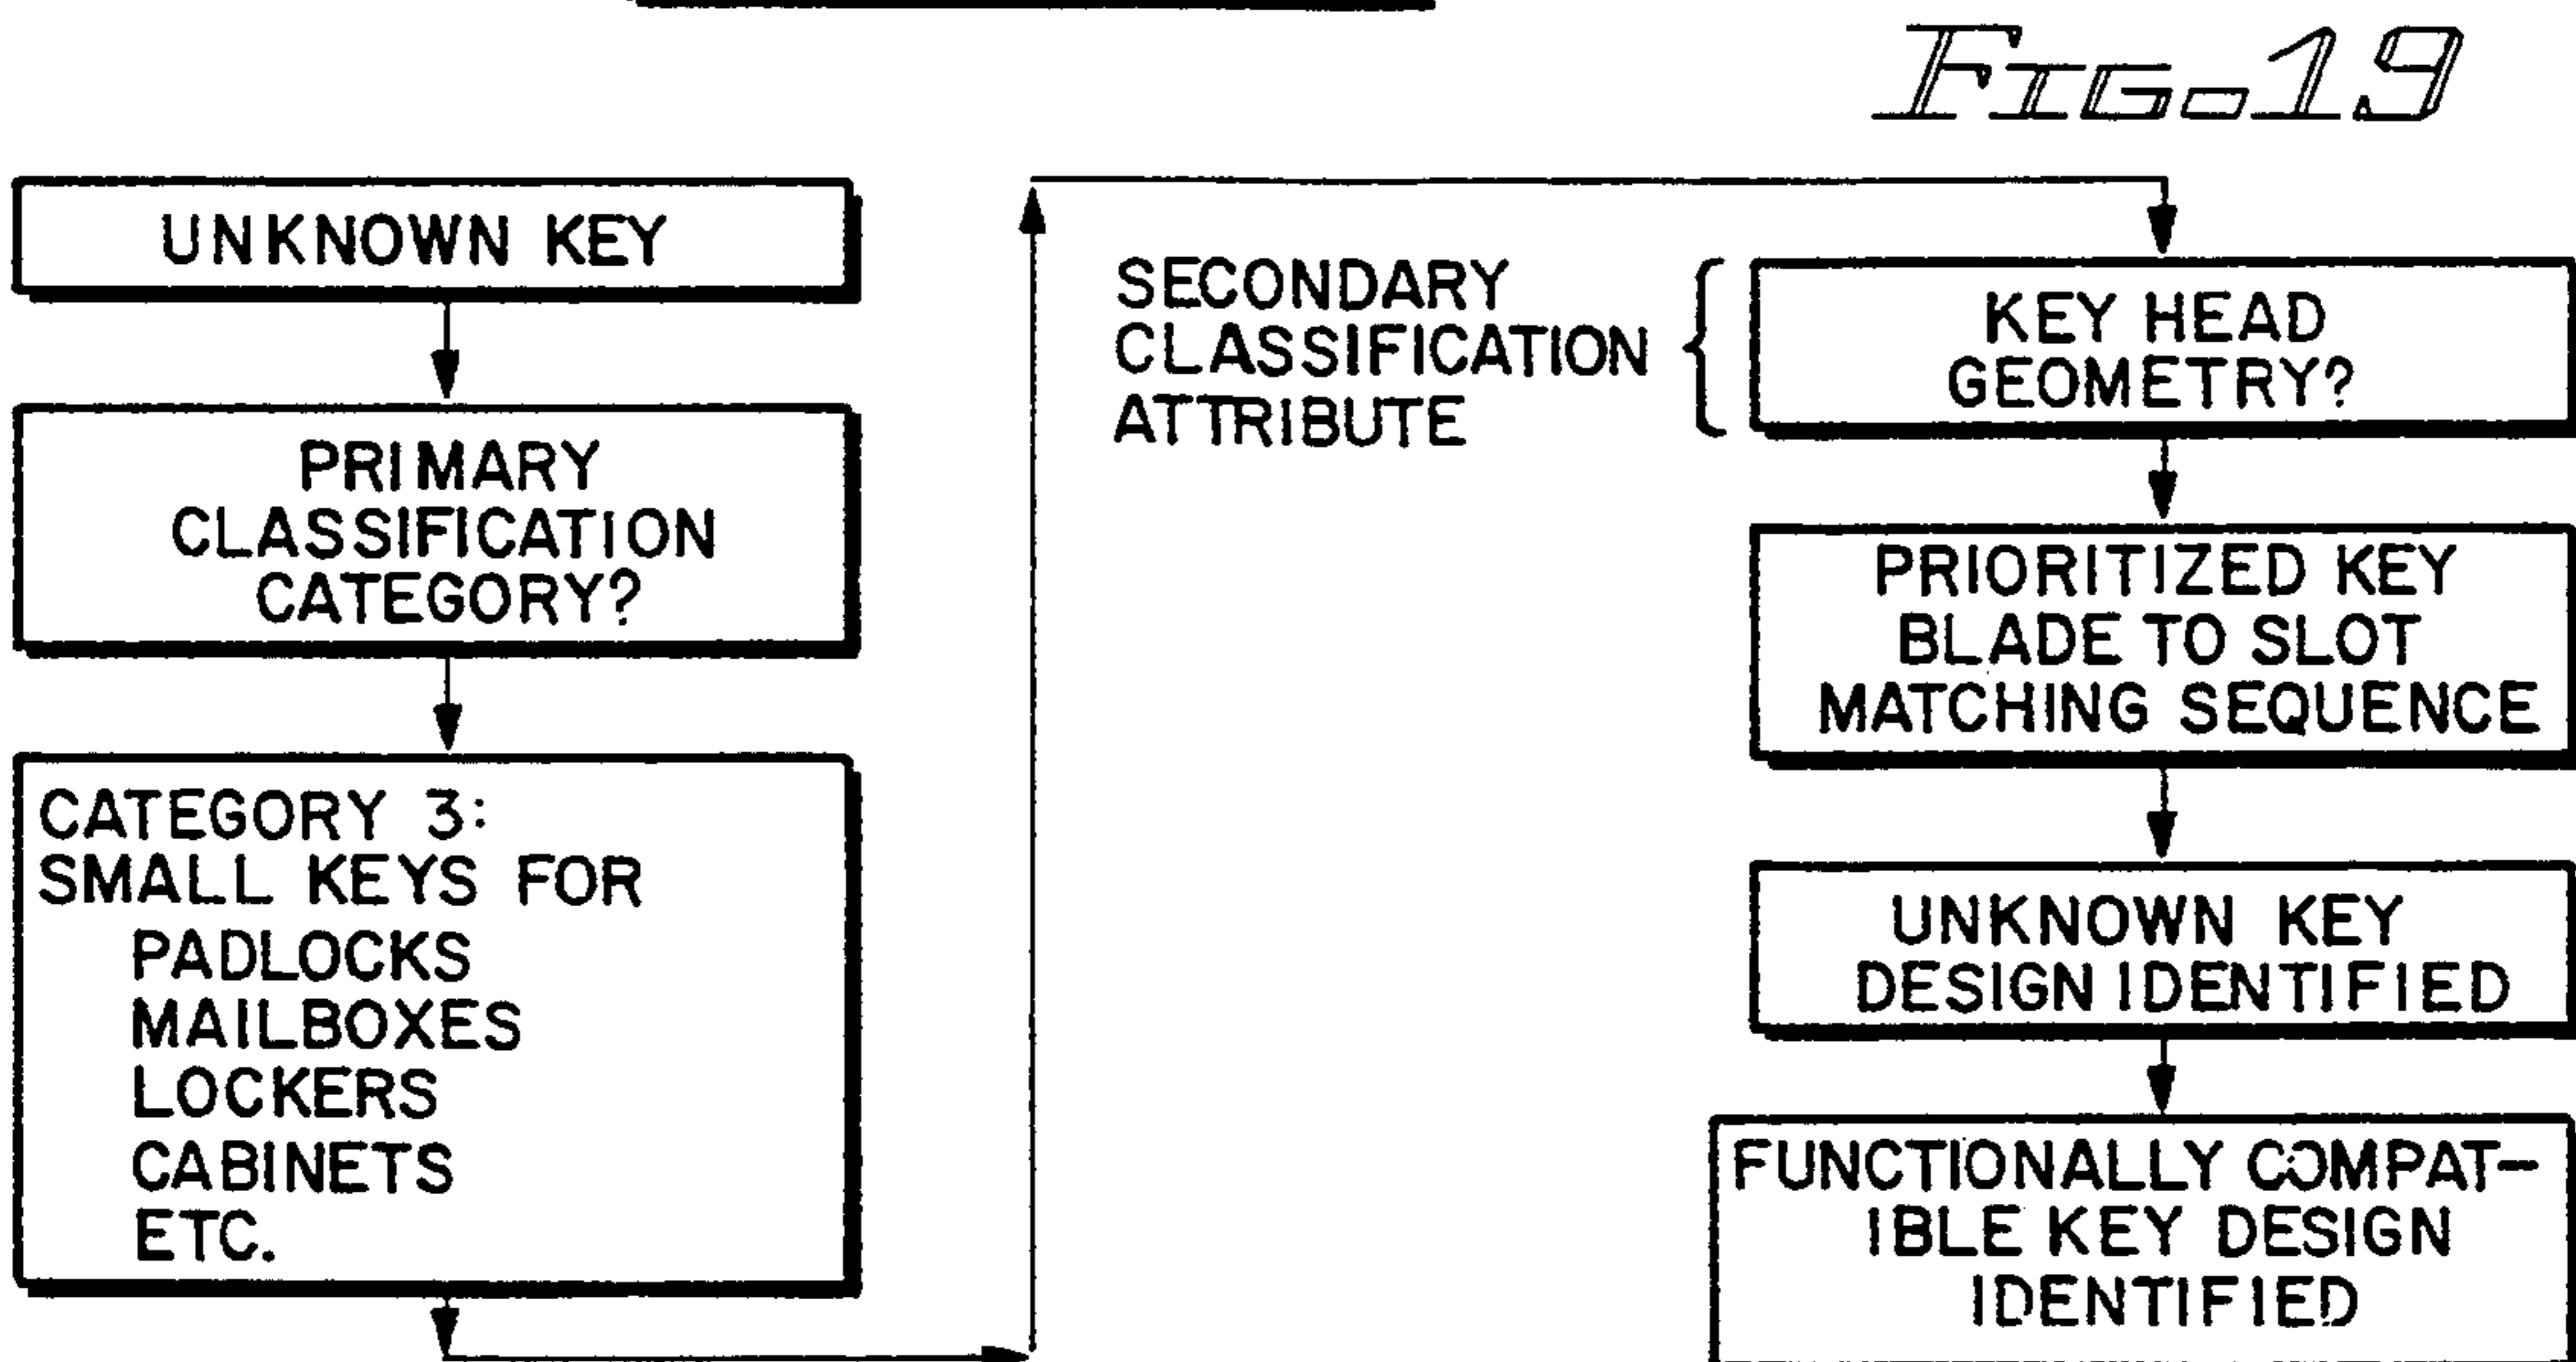 FIG-19
UNKNOWN KEY
PRIMARY
CLASSIFICATION
CATEGORY?
CATEGORY 3:
SMALL KEYS FOR
PADLOCKS
MAILBOXES
LOCKERS
CABINETS
ETC.
SECONDARY
CLASSIFICATION
ATTRIBUTE
KEY HEAD
GEOMETRY?
PRIORITIZED KEY
BLADE TO SLOT
MATCHING SEQUENCE
UNKNOWN KEY
DESIGN IDENTIFIED
FUNCTIONALLY COMPAT-
IBLE KEY DESIGN
IDENTIFIED